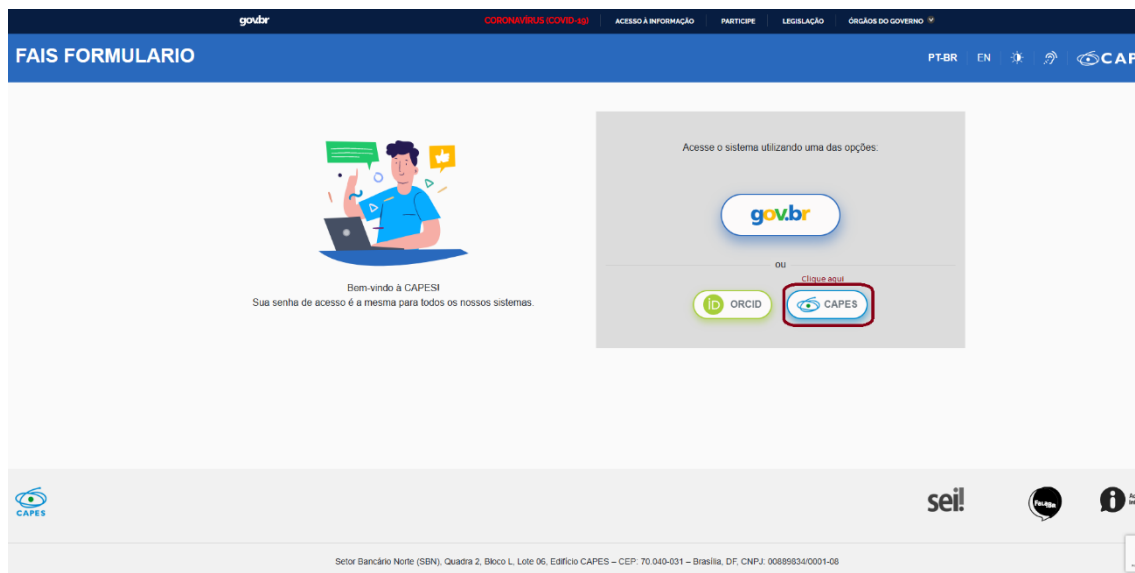 gov.br
CORONAVÍRUS (COVID-19)
ACESSO À INFORMAÇÃO
PARTICIPE
LEGISLAÇÃO
ÓRGÃOS DO GOVERNO
FAIS FORMULARIO
PT-BR
EN
Acesse o sistema utilizando uma das opções:
gov.br
ou
Clique aqui
iD ORCID
CAPES
Bem-vindo à CAPES!
Sua senha de acesso é a mesma para todos os nossos sistemas.
CAPES
sei!
Setor Bancário Norte (SBN), Quadra 2, Bloco L, Lote 06, Edifício CAPES – CEP: 70.040-031 – Brasília, DF, CNPJ: 00889834/0001-08